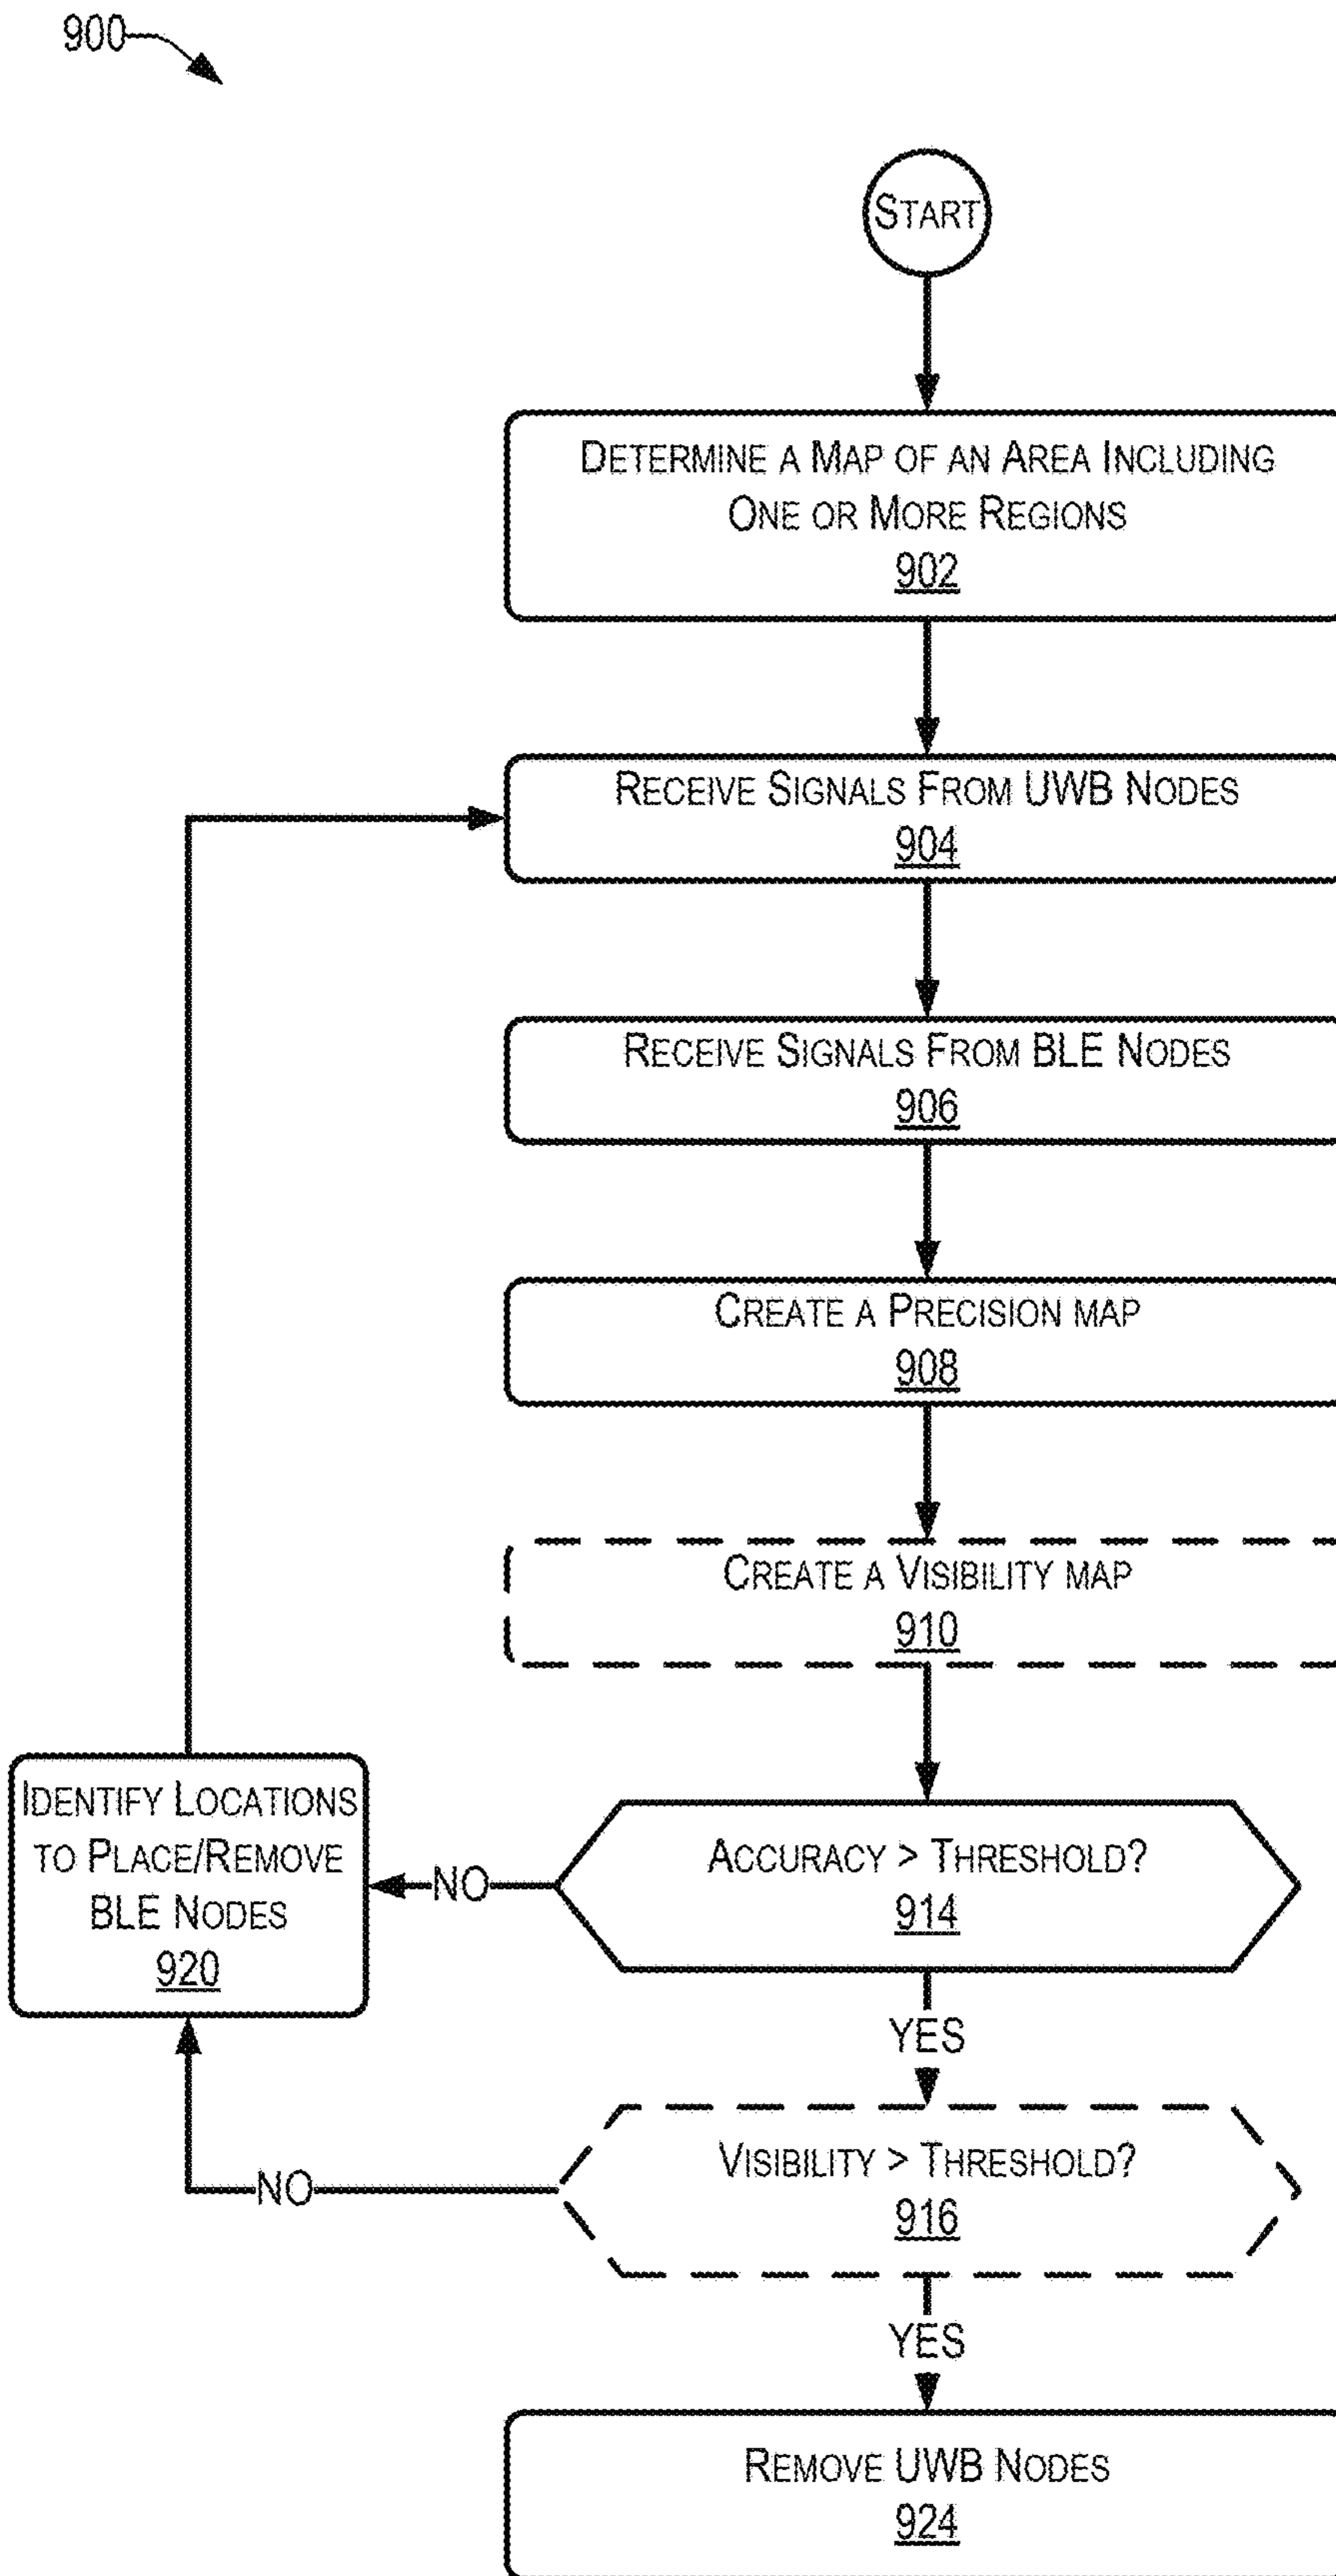 900
START
DETERMINE A MAP OF AN AREA INCLUDING
ONE OR MORE REGIONS
902
RECEIVE SIGNALS FROM UWB NODES
904
RECEIVE SIGNALS FROM BLE NODES
906
CREATE A PRECISION MAP
908
CREATE A VISIBILITY MAP
910
IDENTIFY LOCATIONS
TO PLACE/REMOVE
BLE NODES
920
NO
ACCURACY > THRESHOLD?
914
YES
NO
VISIBILITY > THRESHOLD?
916
YES
REMOVE UWB NODES
924